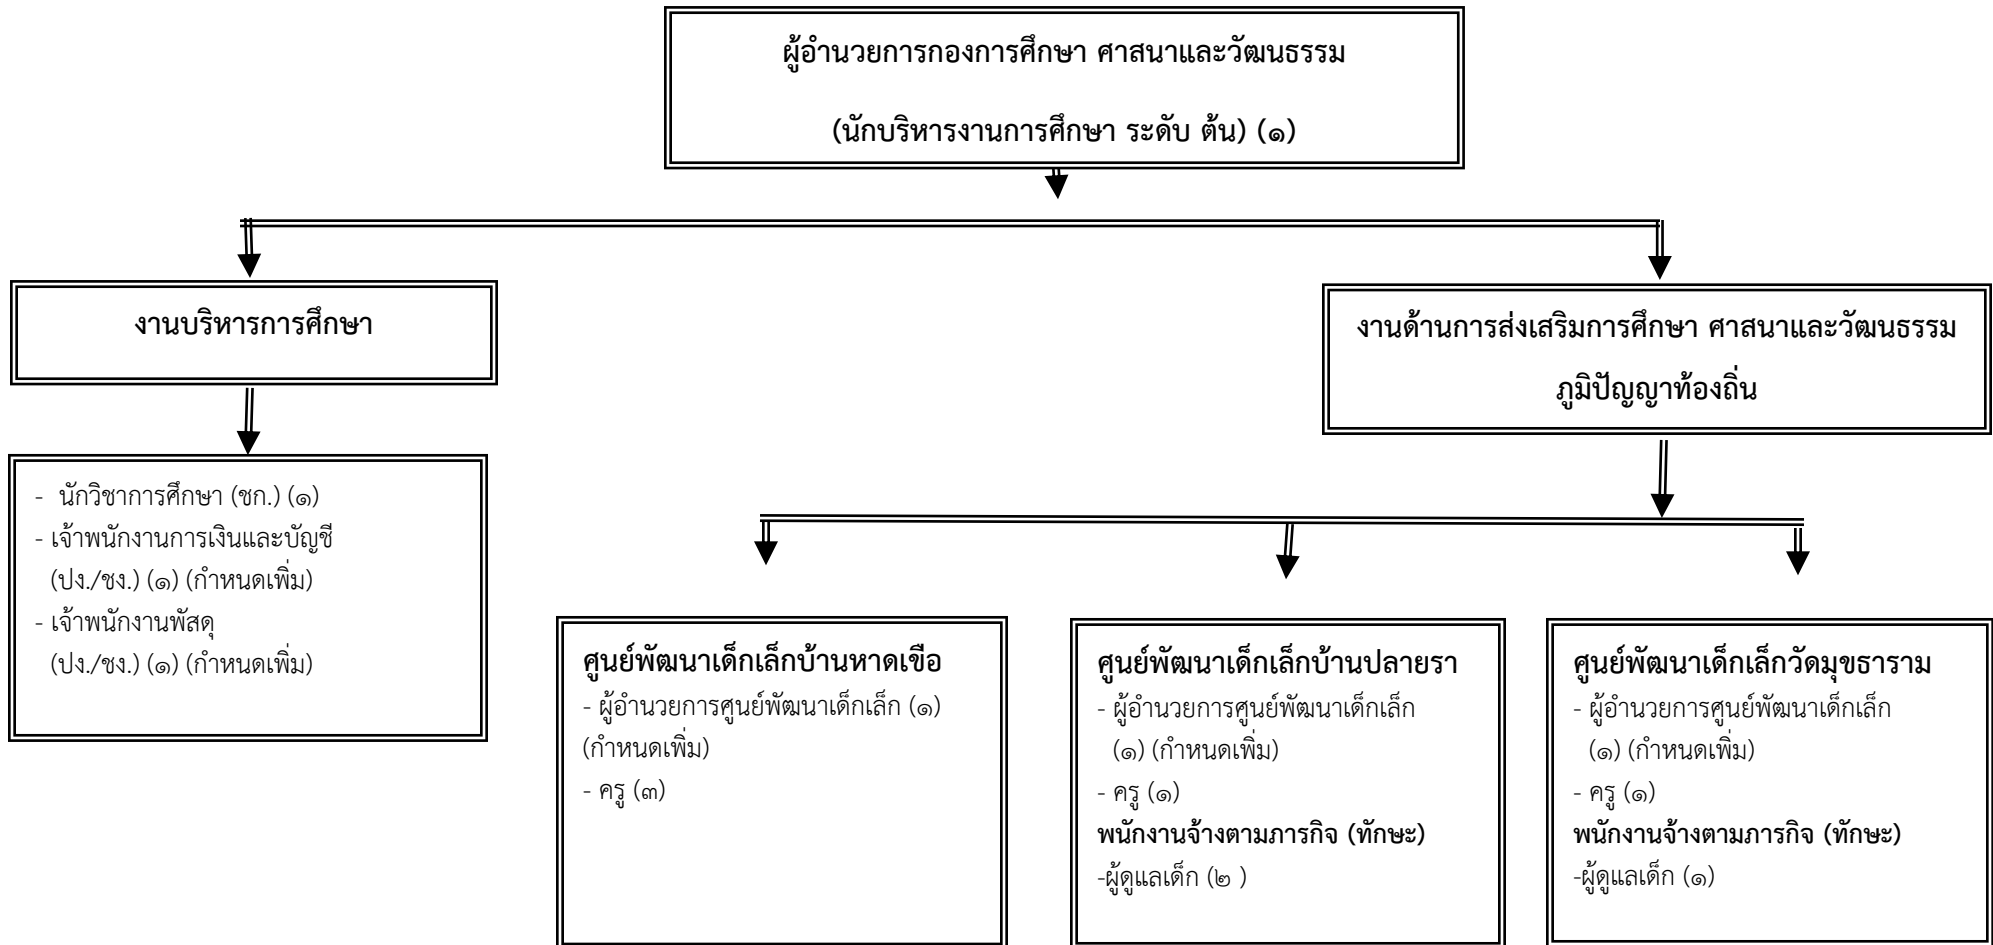 ผู้อำนวยการกองการศึกษา ศาสนาและวัฒนธรรม
(นักบริหารงานการศึกษา ระดับ ต้น) (๑)
งานบริหารการศึกษา
งานด้านการส่งเสริมการศึกษา ศาสนาและวัฒนธรรม
ภูมิปัญญาท้องถิ่น
- นักวิชาการศึกษา (ชก.) (๑)
- เจ้าพนักงานการเงินและบัญชี
(ปง./ชง.) (๑) (กำหนดเพิ่ม)
- เจ้าพนักงานพัสดุ
(ปง./ชง.) (๑) (กำหนดเพิ่ม)
ศูนย์พัฒนาเด็กเล็กบ้านหาดเขือ
- ผู้อำนวยการศูนย์พัฒนาเด็กเล็ก (๑)
(กำหนดเพิ่ม)
- ครู (๓)
ศูนย์พัฒนาเด็กเล็กบ้านปลายรา
- ผู้อำนวยการศูนย์พัฒนาเด็กเล็ก
(๑) (กำหนดเพิ่ม)
- ครู (๑)
พนักงานจ้างตามภารกิจ (ทักษะ)
-ผู้ดูแลเด็ก (๒ )
ศูนย์พัฒนาเด็กเล็กวัดมุขธาราม
- ผู้อำนวยการศูนย์พัฒนาเด็กเล็ก
(๑) (กำหนดเพิ่ม)
- ครู (๑)
พนักงานจ้างตามภารกิจ (ทักษะ)
-ผู้ดูแลเด็ก (๑)